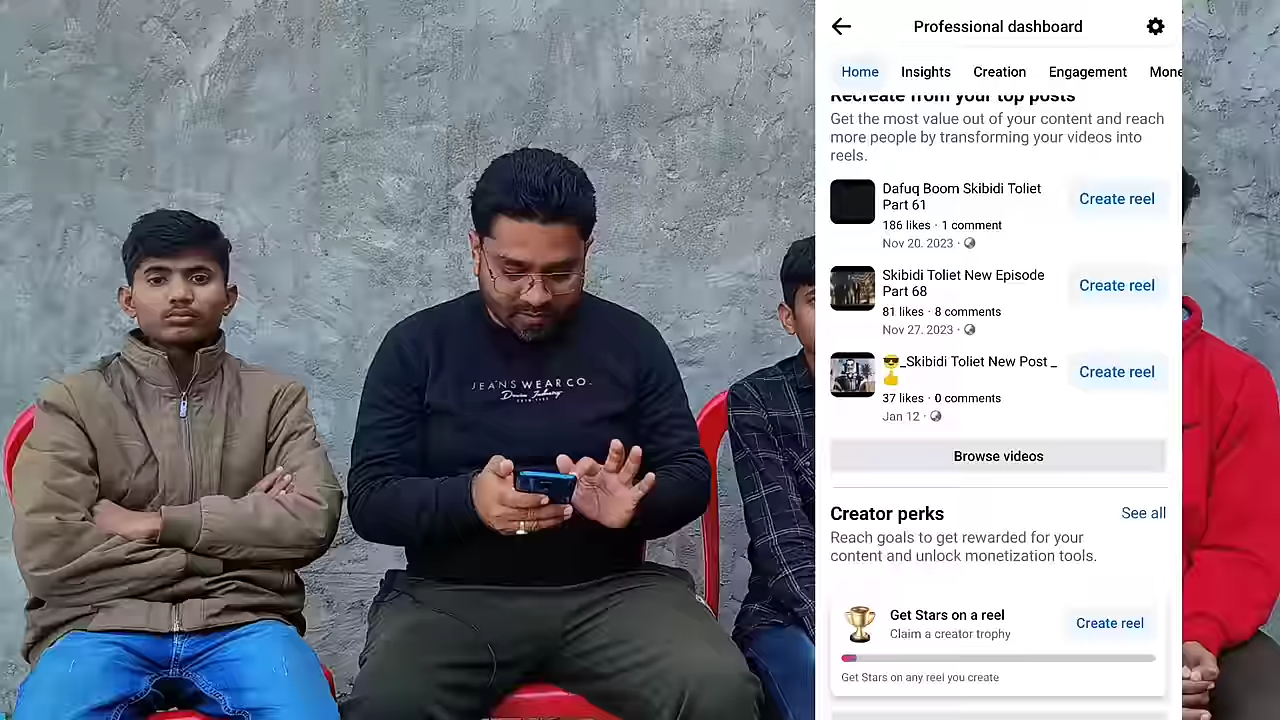 JEANSWEARCO.
Professional dashboard
Home Insights Creation Engagement Mone
Recreate from your top posts
Get the most value out of your content and reach
more people by transforming your videos into
reels.
Dafuq Boom Skibidi Toliet
Part 61
Create reel
186 likes · 1 comment
Nov 20, 2023 ·
Skibidi Toliet New Episode
Part 68
Create reel
81 likes · 8 comments
Nov 27, 2023 ·
😎_Skibidi Toliet New Post _
👍
Create reel
37 likes · 0 comments
Jan 12 ·
Browse videos
Creator perks
See all
Reach goals to get rewarded for your
content and unlock monetization tools.
Get Stars on a reel
Claim a creator trophy
Create reel
Get Stars on any reel you create